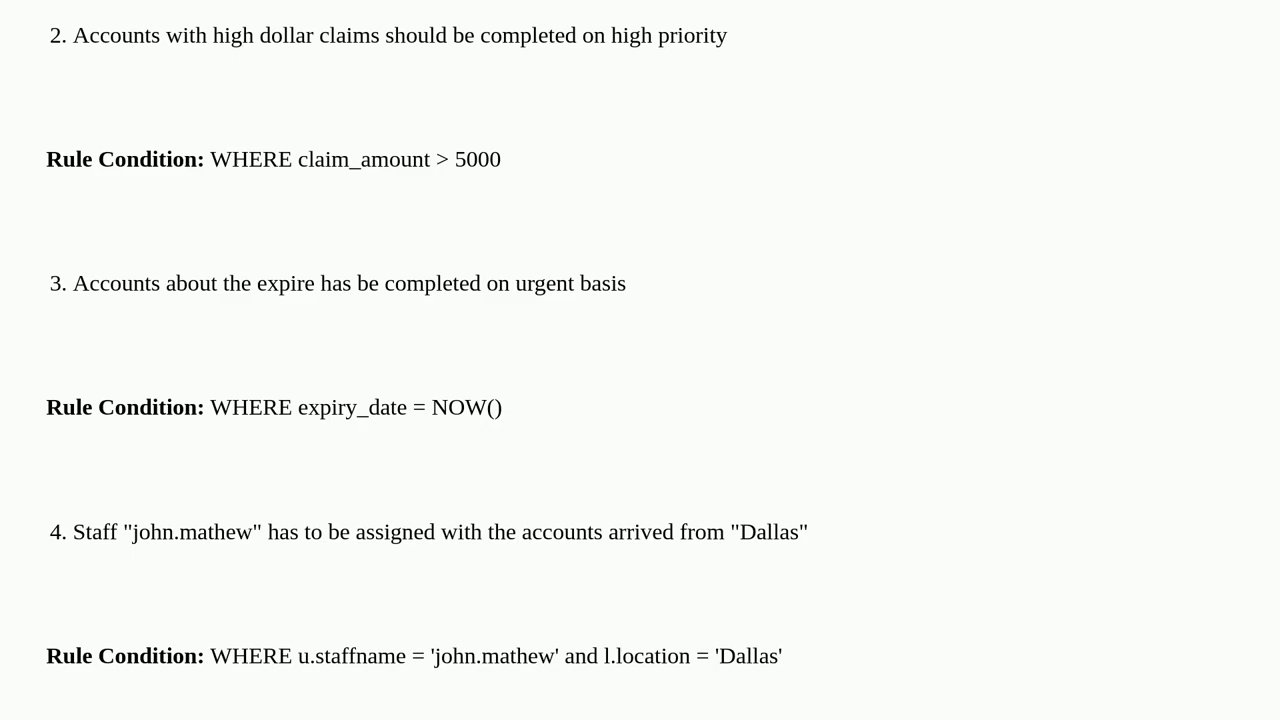 2. Accounts with high dollar claims should be completed on high priority
Rule Condition: WHERE claim_amount > 5000
3. Accounts about the expire has be completed on urgent basis
Rule Condition: WHERE expiry_date = NOW()
4. Staff "john.mathew" has to be assigned with the accounts arrived from "Dallas"
Rule Condition: WHERE u.staffname = 'john.mathew' and l.location = 'Dallas'